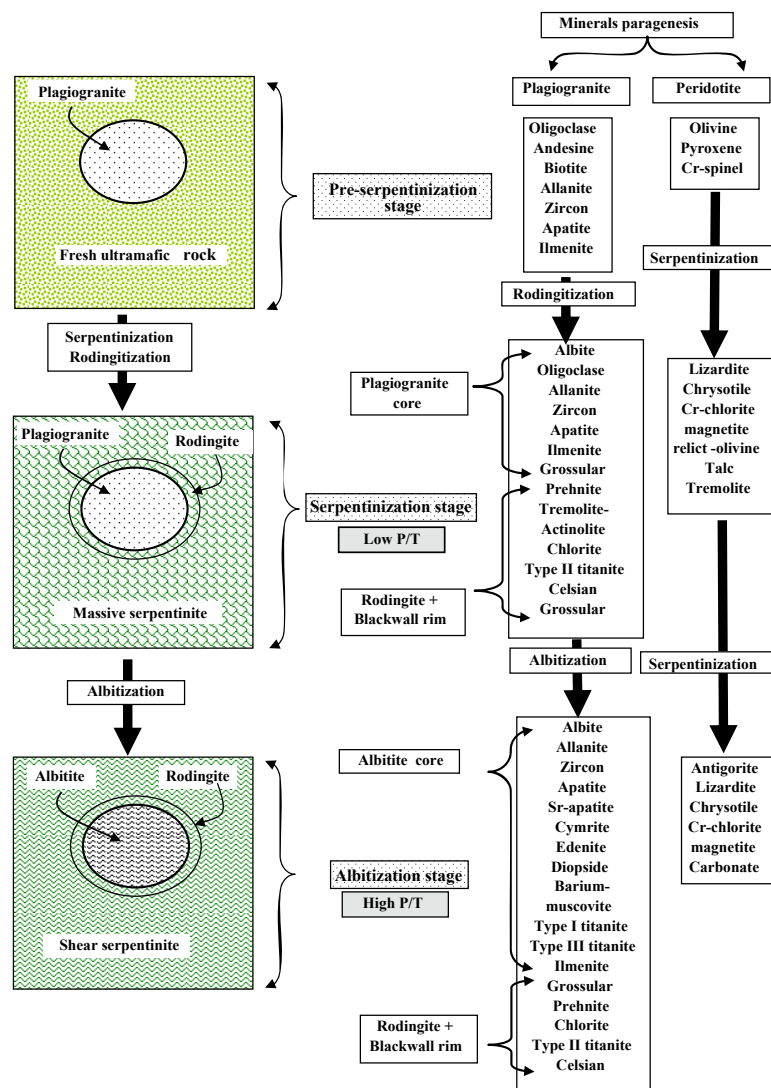 Minerals paragenesis
Plagiogranite
Peridotite
Plagiogranite
Fresh ultramafic rock
Pre-serpentinization
stage
Oligoclase
Andesine
Biotite
Allanite
Zircon
Apatite
Ilmenite
Olivine
Pyroxene
Cr-spinel
Serpentinization
Rodingitization
Rodingitization
Serpentinization
Plagiogranite
Rodingite
Massive serpentinite
Serpentinization stage
Low P/T
Plagiogranite
core
Rodingite +
Blackwall rim
Albite
Oligoclase
Allanite
Zircon
Apatite
Ilmenite
Grossular
Prehnite
Tremolite-
Actinolite
Chlorite
Type II titanite
Celsian
Grossular
Lizardite
Chrysotile
Cr-chlorite
magnetite
relict -olivine
Talc
Tremolite
Albitization
Albitization
Serpentinization
Albitite
Rodingite
Shear serpentinite
Albitization stage
High P/T
Albitite core
Rodingite +
Blackwall rim
Albite
Allanite
Zircon
Apatite
Sr-apatite
Cymrite
Edenite
Diopside
Barium-
muscovite
Type I titanite
Type III titanite
Ilmenite
Grossular
Prehnite
Chlorite
Type II titanite
Celsian
Antigorite
Lizardite
Chrysotile
Cr-chlorite
magnetite
Carbonate